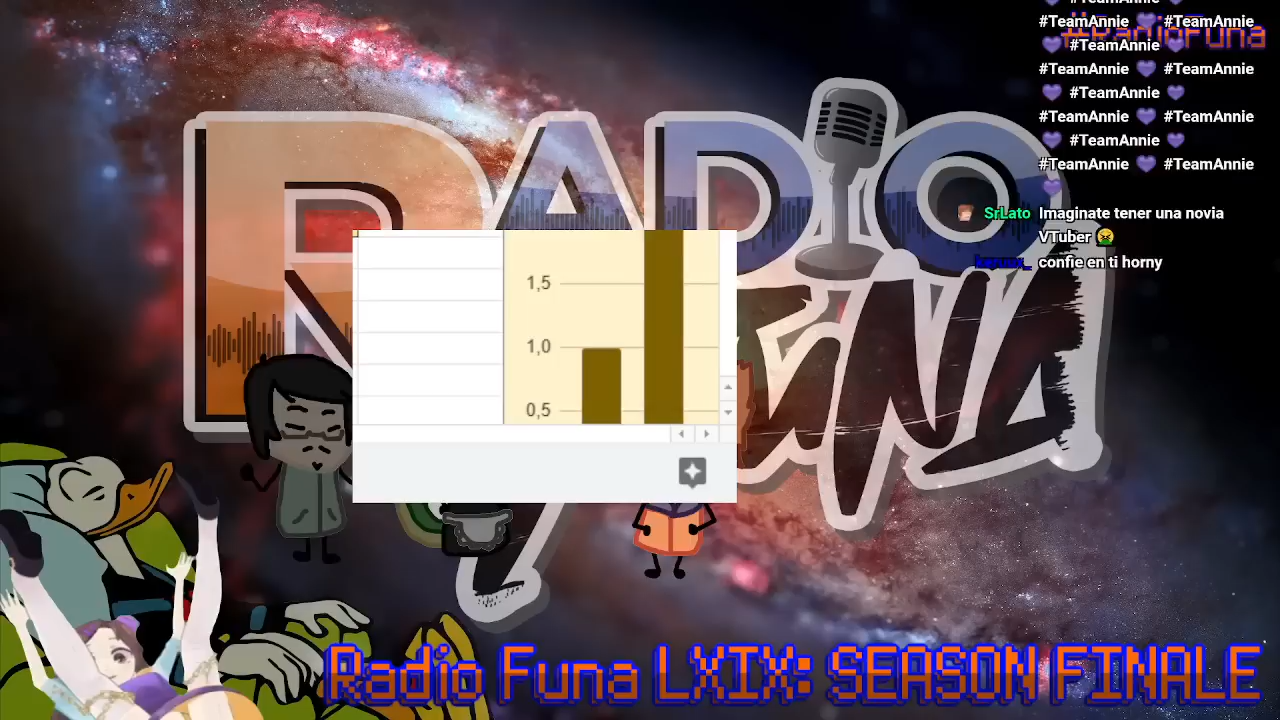 #TeamAnnie 💜 #TeamAnnie
💜 #TeamAnnie 💜
#TeamAnnie 💜 #TeamAnnie
💜 #TeamAnnie 💜
#TeamAnnie 💜 #TeamAnnie
💜 #TeamAnnie 💜
#TeamAnnie 💜 #TeamAnnie
💜
#RadioFuna
SrLato Imaginate tener una novia
VTuber 🤮
confie en ti horny
RADIO
1,5
1,0
0,5
Radio Funa LXIX: SEASON FINALE